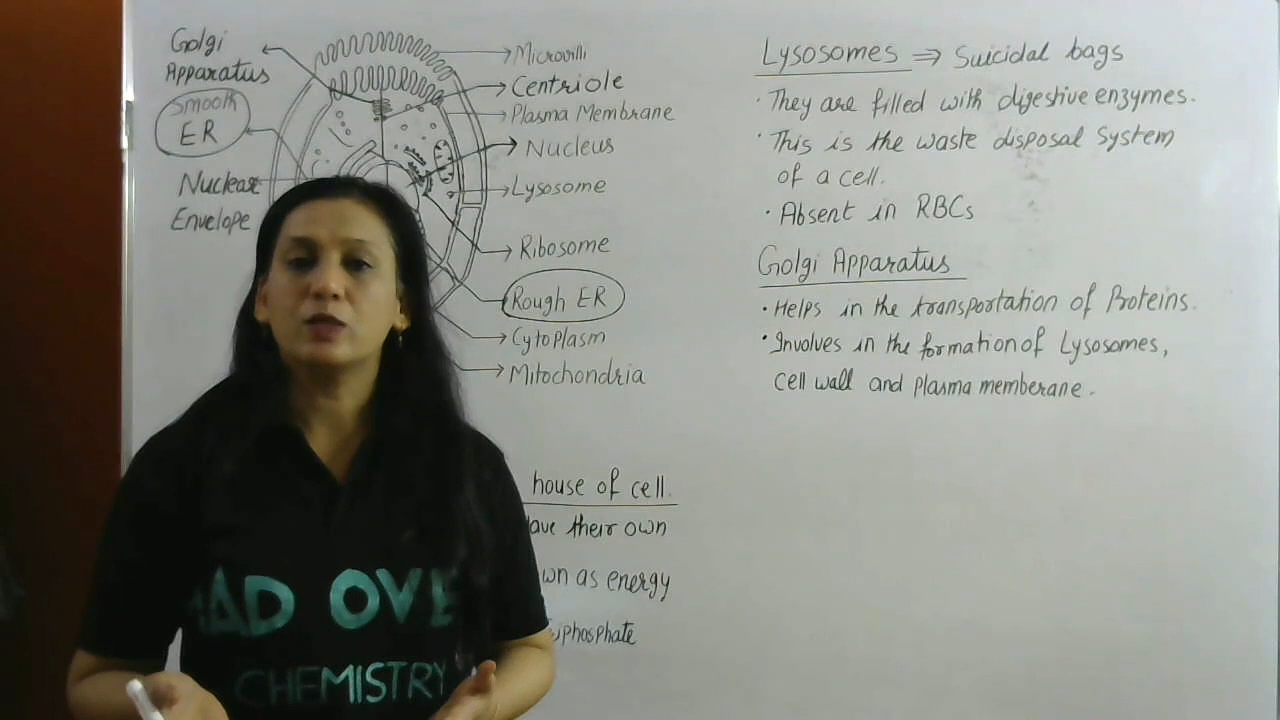 Golgi
Apparatus
Smooth
ER
Nuclear
Envelope
Microvilli
Centriole
Plasma Membrane
Nucleus
Lysosome
Ribosome
Rough ER
Cytoplasm
Mitochondria
house of cell.
their own
as energy
Lysosomes ⇒ Suicidal bags
· They are filled with digestive enzymes.
· This is the waste disposal system
of a cell.
· Absent in RBCs
Golgi Apparatus
· Helps in the transportation of Proteins.
· Involves in the formation of Lysosomes,
cell wall and plasma memberane.
OVE
CHEMISTRY